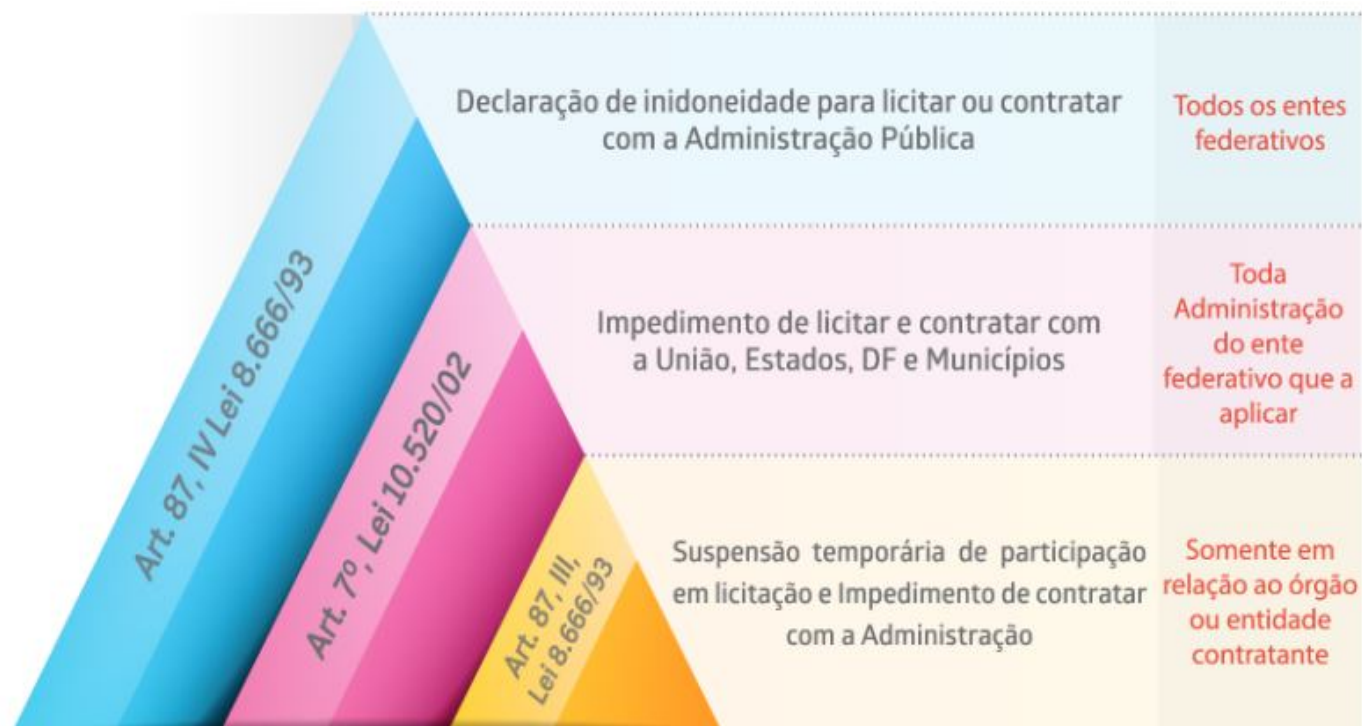 Declaração de inidoneidade para licitar ou contratar
com a Administração Pública
Todos os entes
federativos
Art. 87, IV Lei 8.666/93
Impedimento de licitar e contratar com
a União, Estados, DF e Municípios
Toda
Administração
do ente
federativo que a
aplicar
Art. 7º, Lei 10.520/02
Suspensão temporária de participação
em licitação e Impedimento de contratar
com a Administração
Somente em
relação ao órgão
ou entidade
contratante
Art. 87, III,
Lei 8.666/93